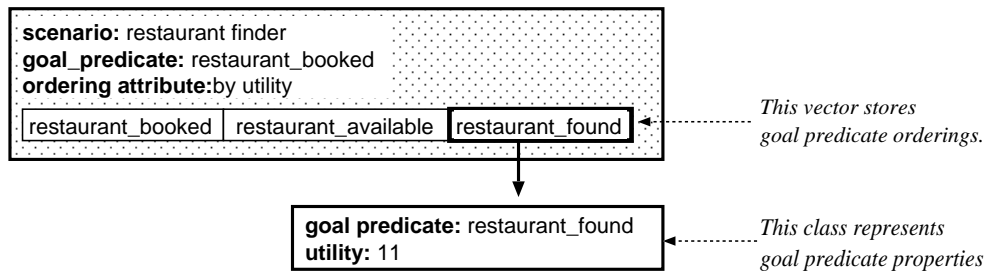 scenario: restaurant finder
goal_predicate: restaurant_booked
ordering attribute:by utility
restaurant_booked restaurant_available restaurant_found
This vector stores
goal predicate orderings.
goal predicate: restaurant_found
utility: 11
This class represents
goal predicate properties